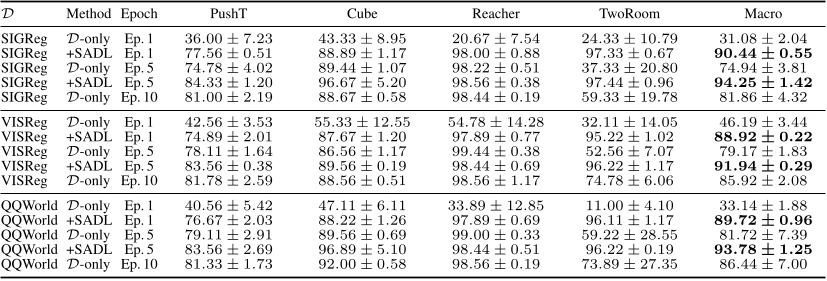 𝒟 Method Epoch PushT Cube Reacher TwoRoom Macro
SIGReg 𝒟-only Ep. 1 36.00 ± 7.23 43.33 ± 8.95 20.67 ± 7.54 24.33 ± 10.79 31.08 ± 2.04
SIGReg +SADL Ep. 1 77.56 ± 0.51 88.89 ± 1.17 98.00 ± 0.88 97.33 ± 0.67 90.44 ± 0.55
SIGReg 𝒟-only Ep. 5 74.78 ± 4.02 89.44 ± 1.07 98.22 ± 0.51 37.33 ± 20.80 74.94 ± 3.81
SIGReg +SADL Ep. 5 84.33 ± 1.20 96.67 ± 5.20 98.56 ± 0.38 97.44 ± 0.96 94.25 ± 1.42
SIGReg 𝒟-only Ep. 10 81.00 ± 2.19 88.67 ± 0.58 98.44 ± 0.19 59.33 ± 19.78 81.86 ± 4.32
VISReg 𝒟-only Ep. 1 42.56 ± 3.53 55.33 ± 12.55 54.78 ± 14.28 32.11 ± 14.05 46.19 ± 3.44
VISReg +SADL Ep. 1 74.89 ± 2.01 87.67 ± 1.20 97.89 ± 0.77 95.22 ± 1.02 88.92 ± 0.22
VISReg 𝒟-only Ep. 5 78.11 ± 1.64 86.56 ± 1.17 99.44 ± 0.38 52.56 ± 7.07 79.17 ± 1.83
VISReg +SADL Ep. 5 83.56 ± 0.38 89.56 ± 0.19 98.44 ± 0.69 96.22 ± 1.17 91.94 ± 0.29
VISReg 𝒟-only Ep. 10 81.78 ± 2.59 88.56 ± 0.51 98.56 ± 1.17 74.78 ± 6.06 85.92 ± 2.08
QQWorld 𝒟-only Ep. 1 40.56 ± 5.42 47.11 ± 6.11 33.89 ± 12.85 11.00 ± 4.10 33.14 ± 1.88
QQWorld +SADL Ep. 1 76.67 ± 2.03 88.22 ± 1.26 97.89 ± 0.69 96.11 ± 1.17 89.72 ± 0.96
QQWorld 𝒟-only Ep. 5 79.11 ± 2.91 89.56 ± 0.69 99.00 ± 0.33 59.22 ± 28.55 81.72 ± 7.39
QQWorld +SADL Ep. 5 83.56 ± 2.69 96.89 ± 5.10 98.44 ± 0.51 96.22 ± 0.19 93.78 ± 1.25
QQWorld 𝒟-only Ep. 10 81.33 ± 1.73 92.00 ± 0.58 98.56 ± 0.19 73.89 ± 27.35 86.44 ± 7.00